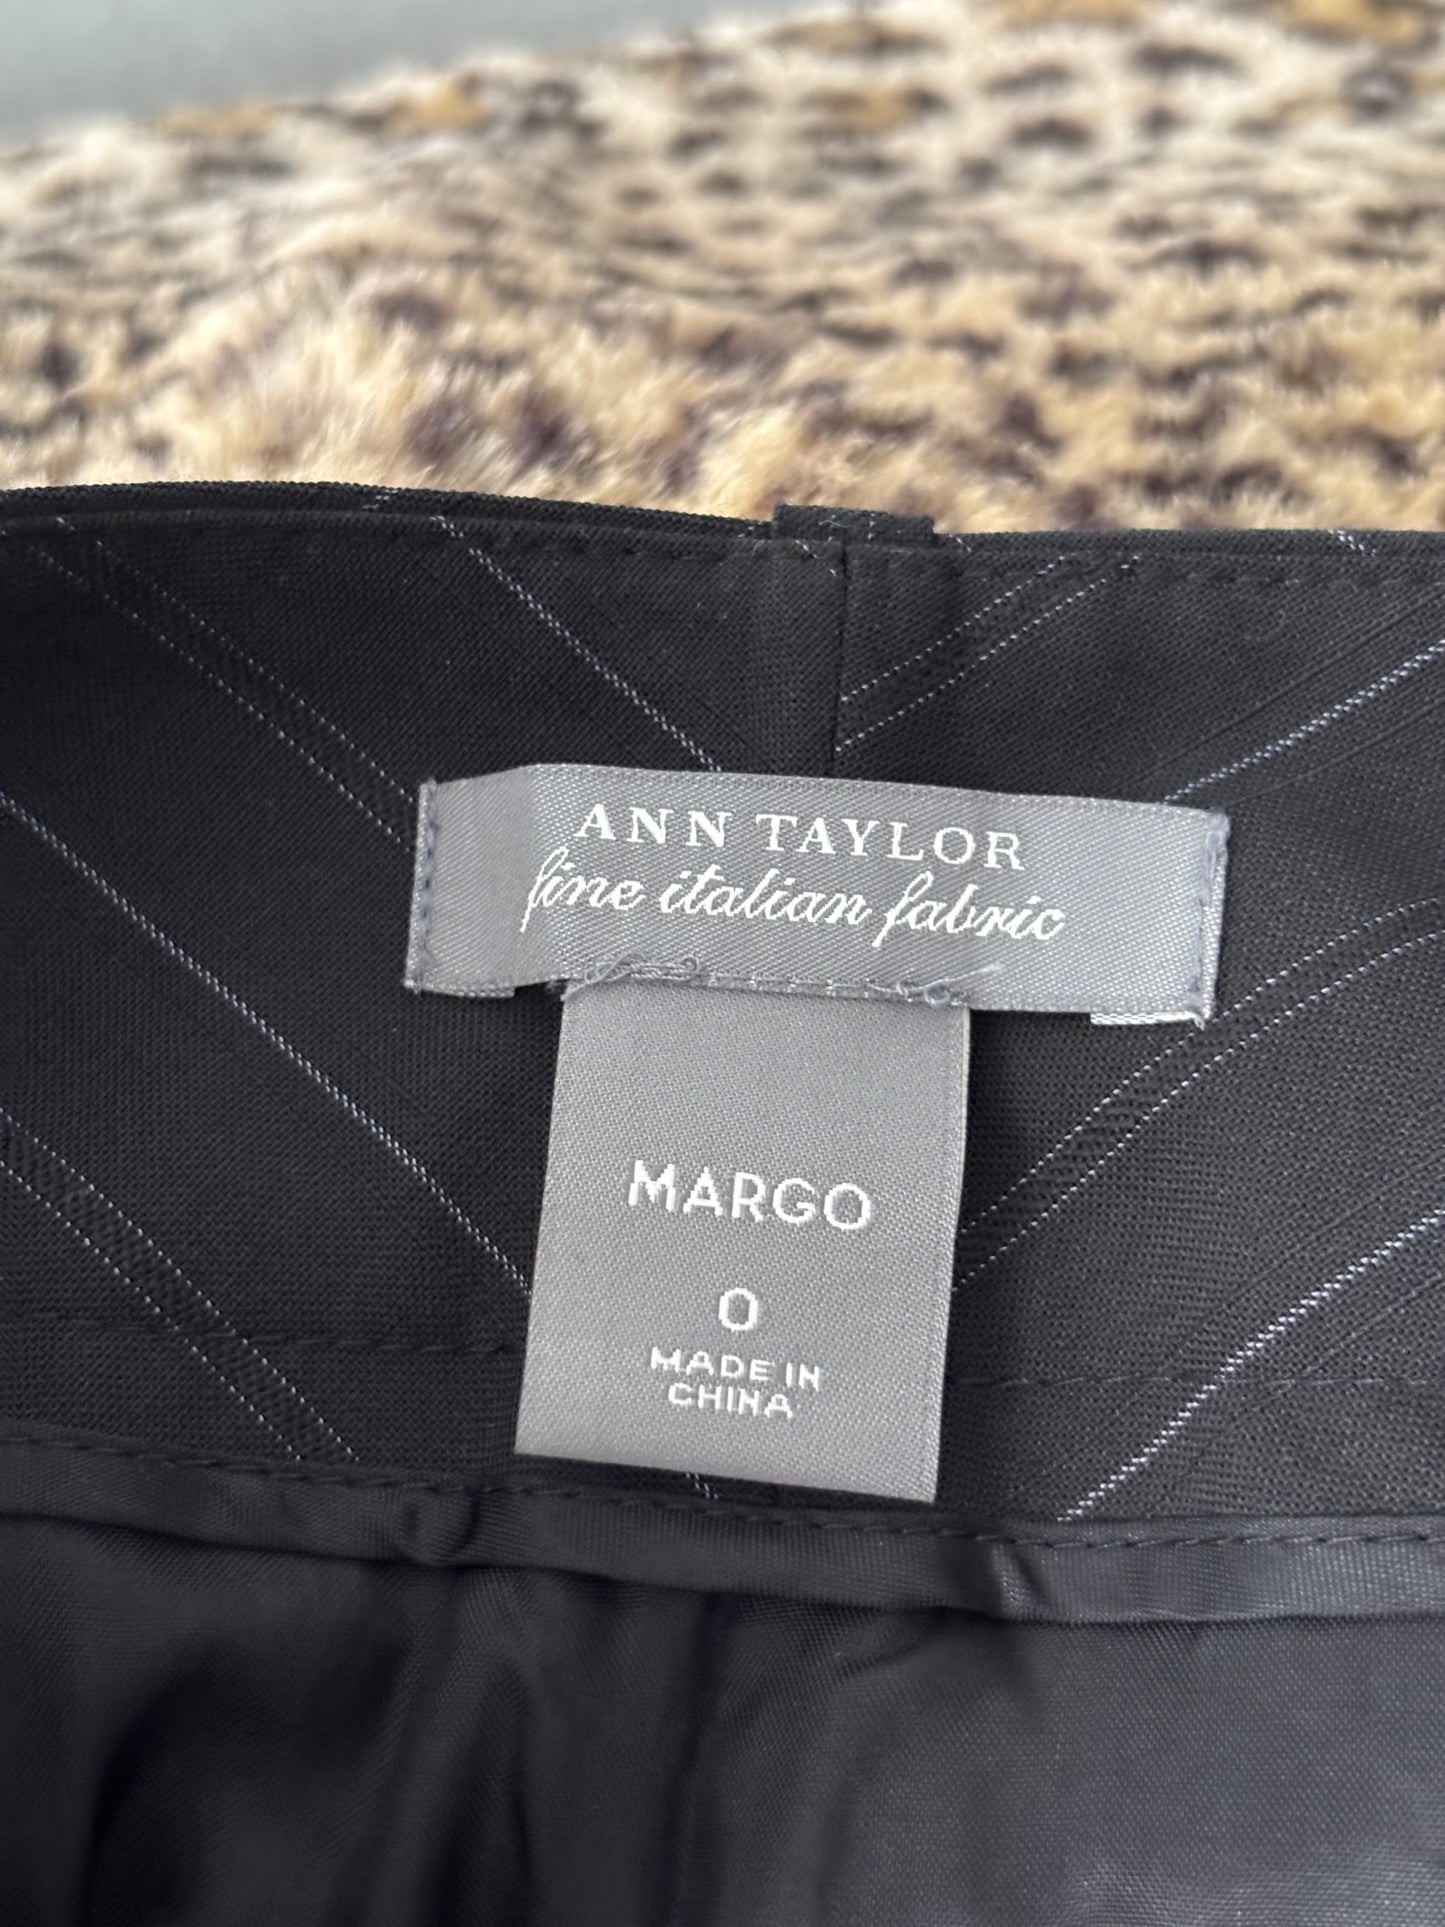 ANN TAYLOR
fine italian fabric
MARGO
0
MADE IN
CHINA